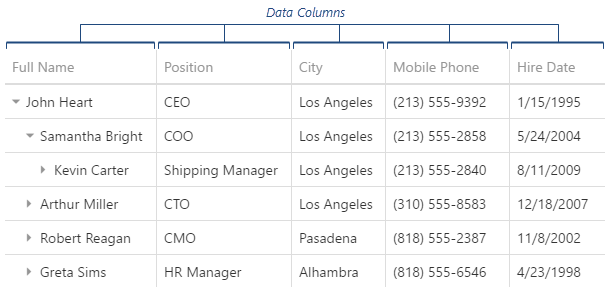 Data Columns
Full Name Position City Mobile Phone Hire Date
John Heart CEO Los Angeles (213) 555-9392 1/15/1995
Samantha Bright COO Los Angeles (213) 555-2858 5/24/2004
Kevin Carter Shipping Manager Los Angeles (213) 555-2840 8/11/2009
Arthur Miller CTO Los Angeles (310) 555-8583 12/18/2007
Robert Reagan CMO Pasadena (818) 555-2387 11/8/2002
Greta Sims HR Manager Alhambra (818) 555-6546 4/23/1998